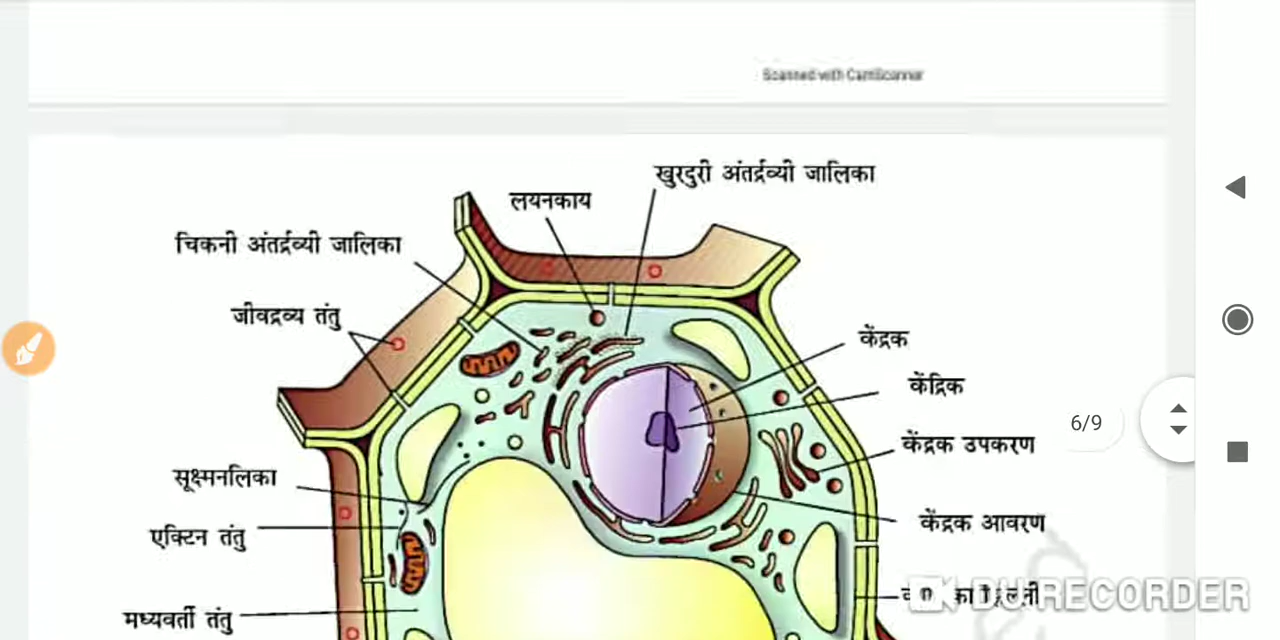 Scanned with CamScanner
खुरदुरी अंतर्द्रव्यी जालिका
लयनकाय
चिकनी अंतर्द्रव्यी जालिका
जीवद्रव्य तंतु
केंद्रक
केंद्रिक
6/9
केंद्रक उपकरण
सूक्ष्मनलिका
केंद्रक आवरण
एक्टिन तंतु
DU RECORDER
मध्यवर्ती तंतु